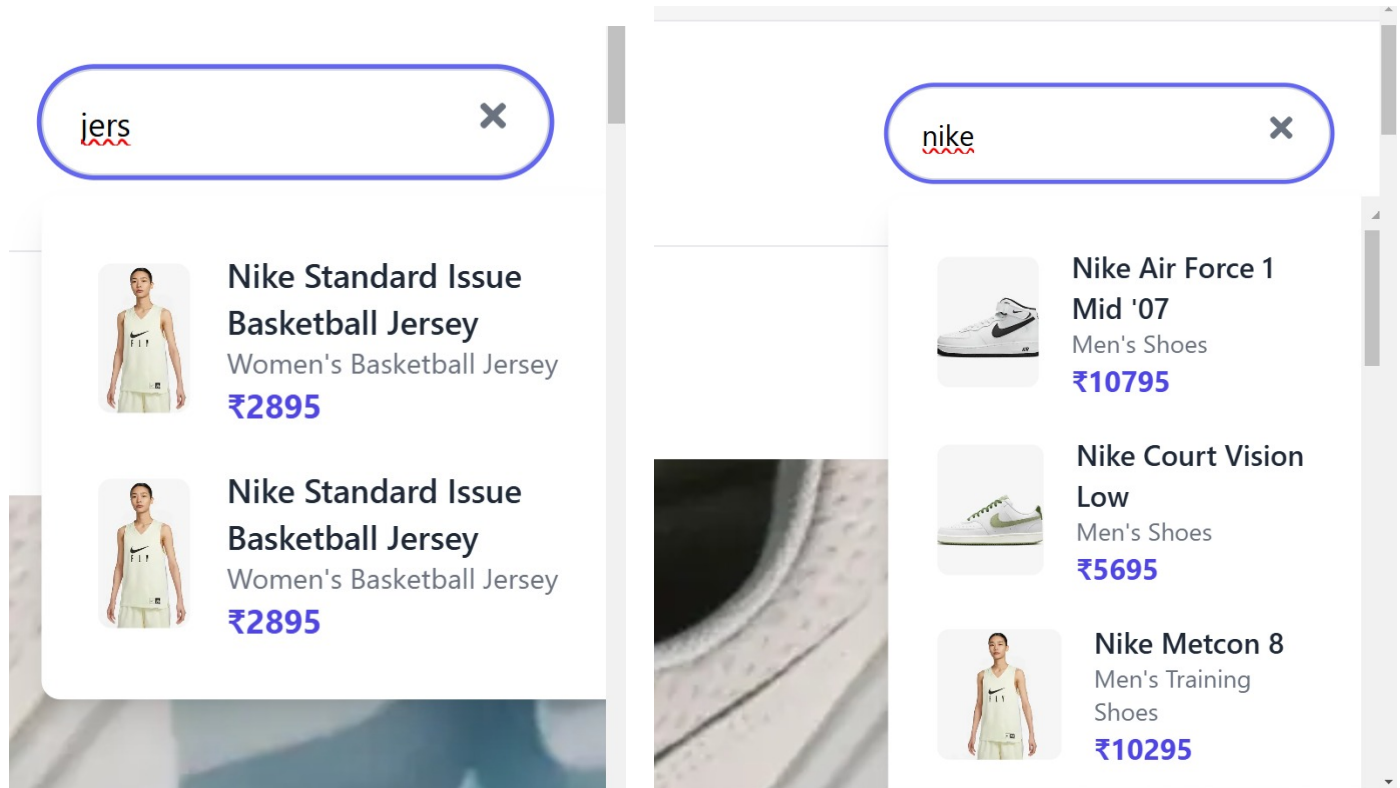 jers
Nike Standard Issue
Basketball Jersey
Women's Basketball Jersey
₹2895
Nike Standard Issue
Basketball Jersey
Women's Basketball Jersey
₹2895
nike
Nike Air Force 1
Mid '07
Men's Shoes
₹10795
Nike Court Vision
Low
Men's Shoes
₹5695
Nike Metcon 8
Men's Training
Shoes
₹10295